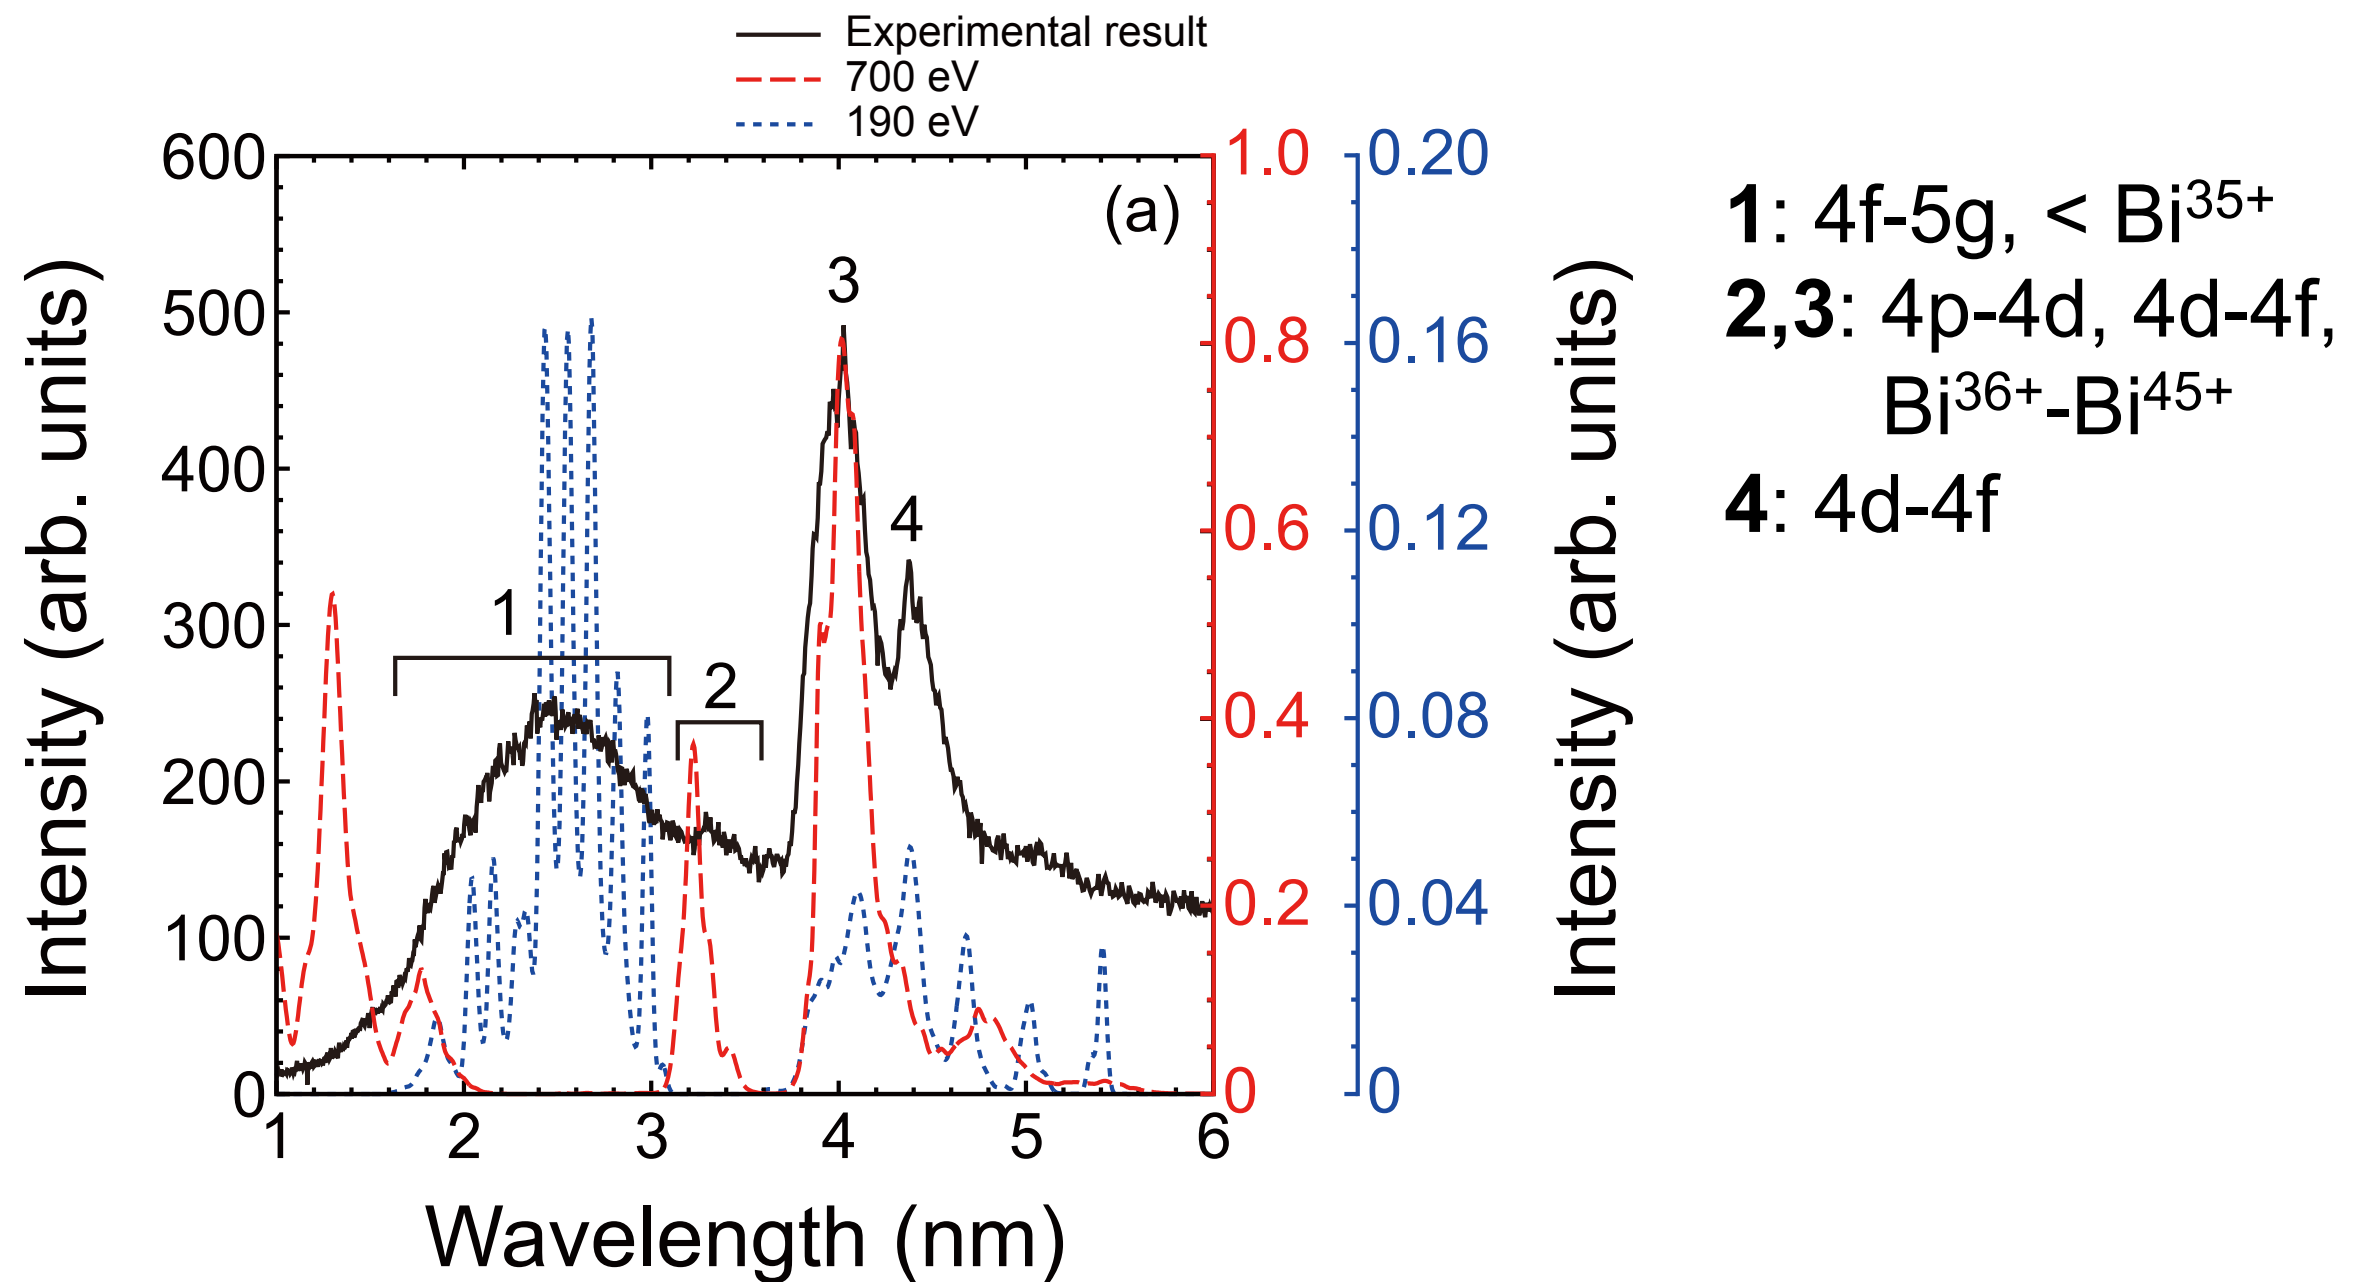 Experimental result
700 eV
190 eV
(a)
600
500
400
300
200
100
0
1.0
0.8
0.6
0.4
0.2
0
0.20
0.16
0.12
0.08
0.04
0
Intensity (arb. units)
Intensity (arb. units)
1
2
3
4
1 2 3 4 5 6
Wavelength (nm)
1: 4f-5g, < Bi³⁵⁺
2,3: 4p-4d, 4d-4f,
Bi³⁶⁺-Bi⁴⁵⁺
4: 4d-4f